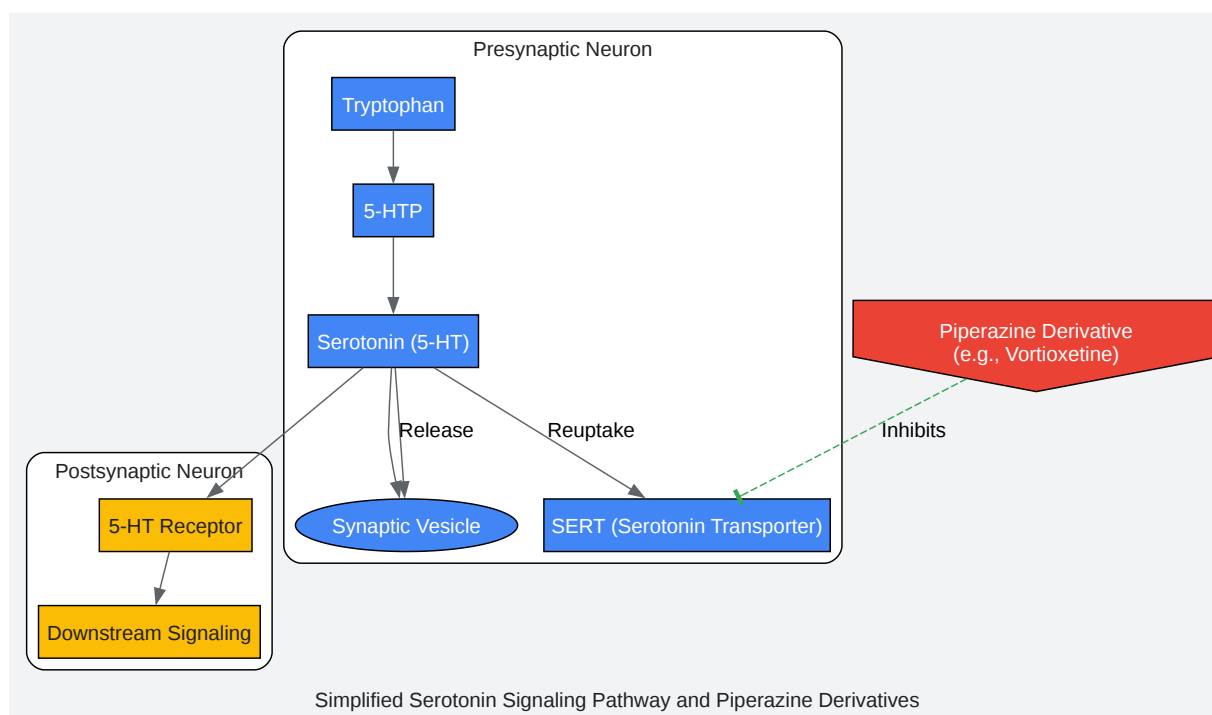 Presynaptic Neuron
Tryptophan
5-HTP
Serotonin (5-HT)
Piperazine Derivative
(e.g., Vortioxetine)
Release
Reuptake
Inhibits
Postsynaptic Neuron
5-HT Receptor
Synaptic Vesicle
SERT (Serotonin Transporter)
Downstream Signaling
Simplified Serotonin Signaling Pathway and Piperazine Derivatives